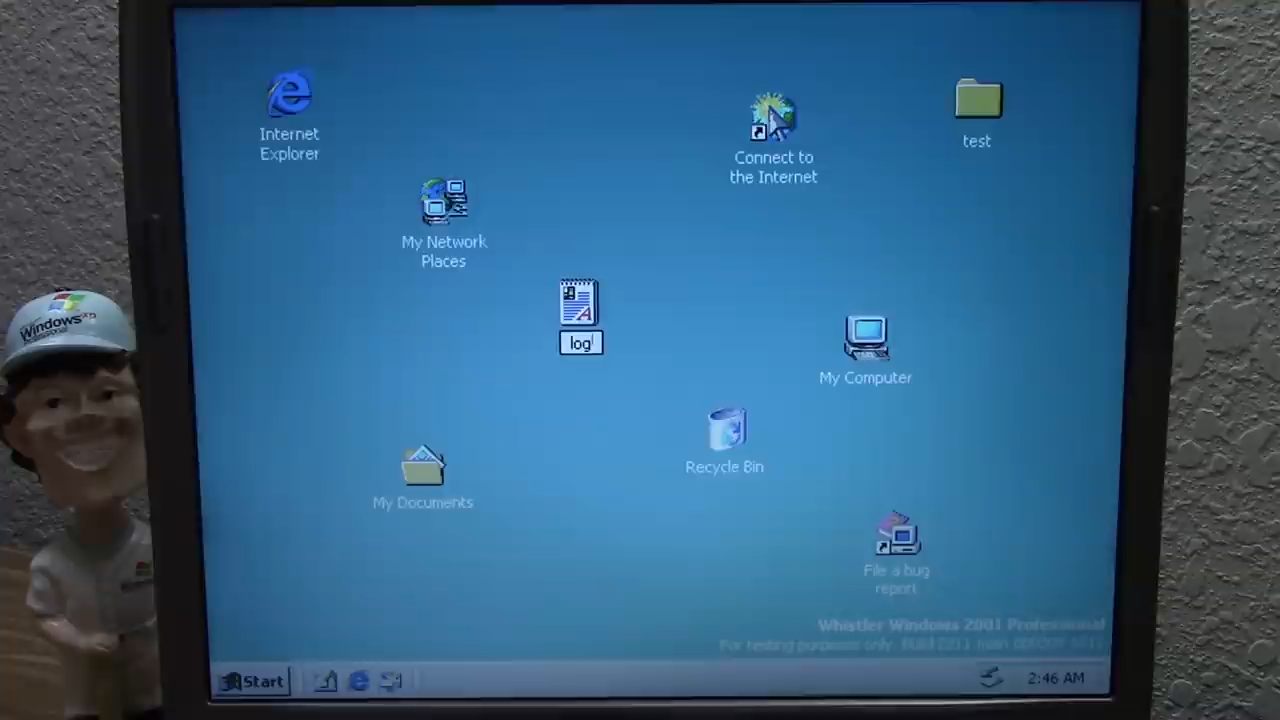 Internet
Explorer
Connect to
the Internet
test
My Network
Places
log
My Computer
Recycle Bin
My Documents
File a bug
report
Whistler Windows 2001 Professional
For testing purposes only.
Start
2:46 AM
Windows xp
Professional